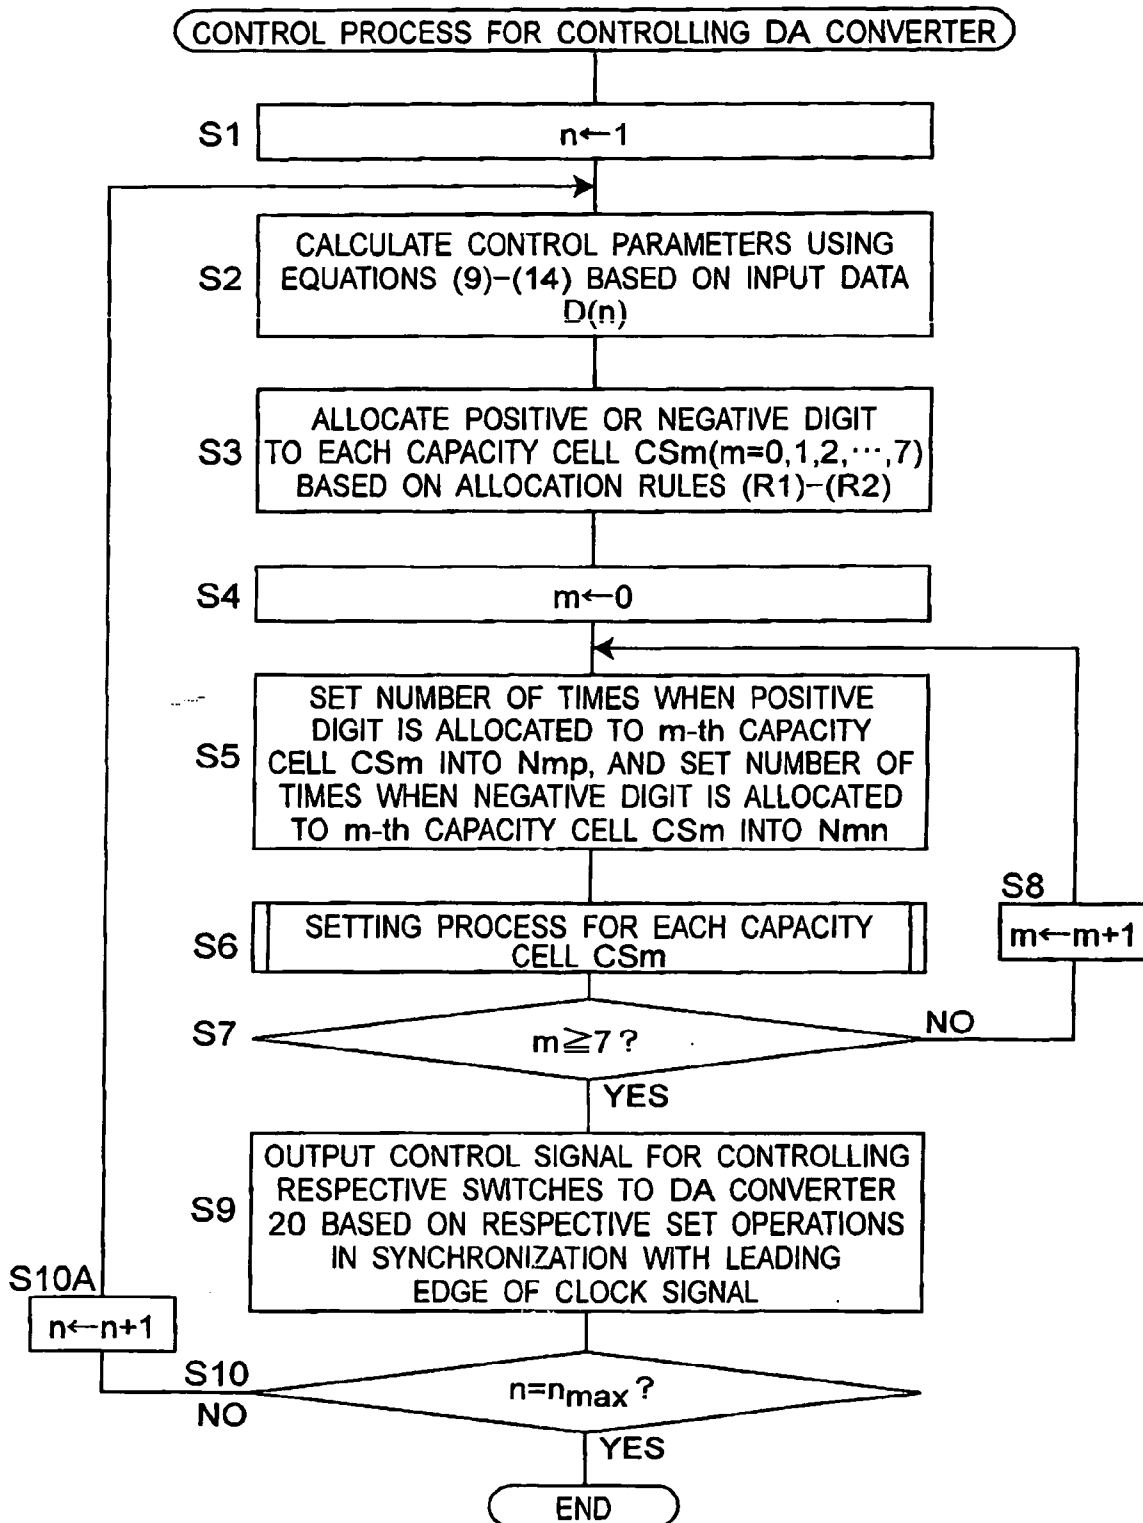 CONTROL PROCESS FOR CONTROLLING DA CONVERTER
S1
n←1
S2
CALCULATE CONTROL PARAMETERS USING
EQUATIONS (9)-(14) BASED ON INPUT DATA
D(n)
S3
ALLOCATE POSITIVE OR NEGATIVE DIGIT
TO EACH CAPACITY CELL CSm(m=0,1,2,⋯,7)
BASED ON ALLOCATION RULES (R1)-(R2)
S4
m←0
S5
SET NUMBER OF TIMES WHEN POSITIVE
DIGIT IS ALLOCATED TO m-th CAPACITY
CELL CSm INTO Nmp, AND SET NUMBER OF
TIMES WHEN NEGATIVE DIGIT IS ALLOCATED
TO m-th CAPACITY CELL CSm INTO Nmn
S6
SETTING PROCESS FOR EACH CAPACITY
CELL CSm
S8
m←m+1
S7
m≧7?
NO
YES
S9
OUTPUT CONTROL SIGNAL FOR CONTROLLING
RESPECTIVE SWITCHES TO DA CONVERTER
20 BASED ON RESPECTIVE SET OPERATIONS
IN SYNCHRONIZATION WITH LEADING
EDGE OF CLOCK SIGNAL
S10A
n←n+1
S10
n=nmax?
NO
YES
END